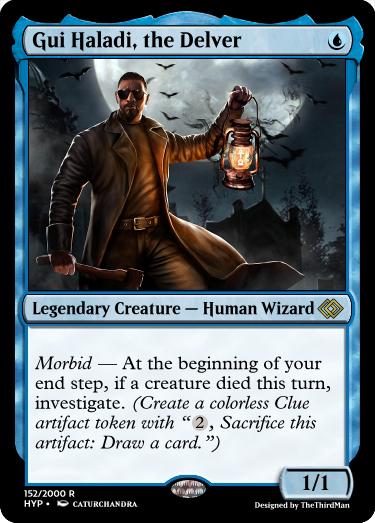 Gui Haladi, the Delver
Legendary Creature — Human Wizard
Morbid — At the beginning of your
end step, if a creature died this turn,
investigate. (Create a colorless Clue
artifact token with “2, Sacrifice this
artifact: Draw a card.”)
1/1
152/2000 R
HYP • CATURCHANDRA
Designed by TheThirdMan